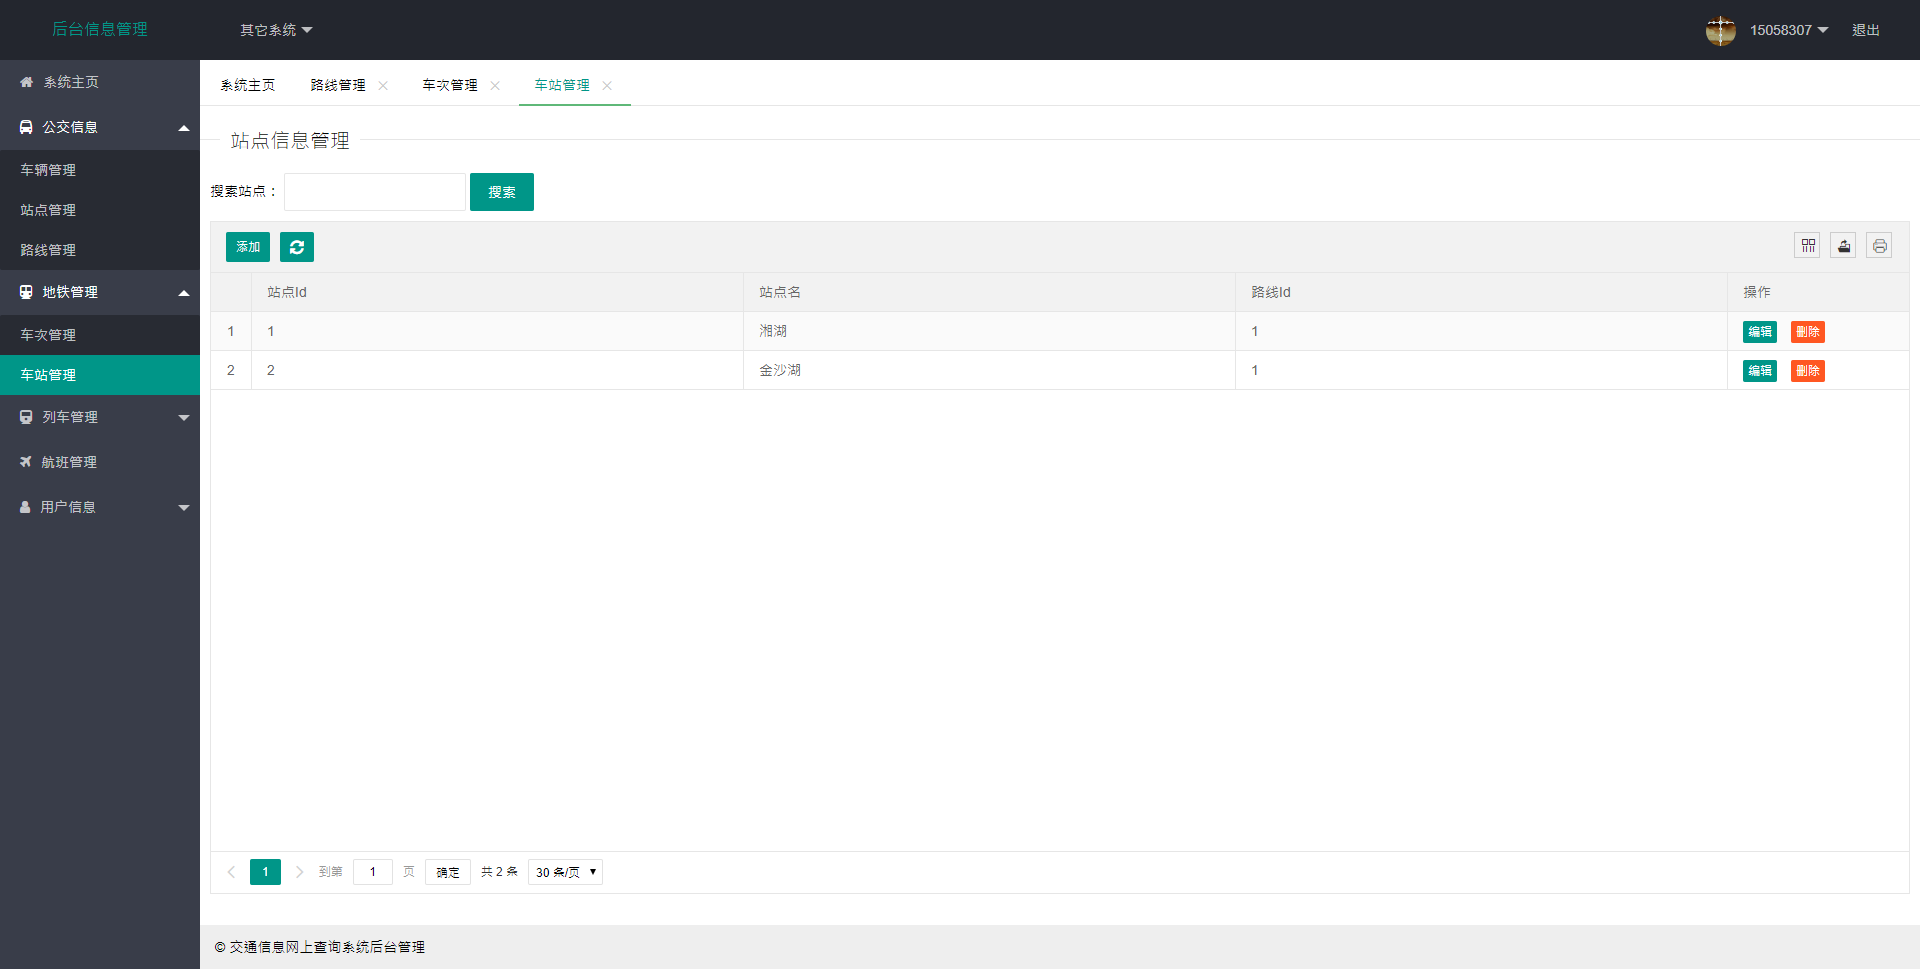 后台信息管理 其它系统 15058307 退出
系统主页
公交信息
车辆管理
站点管理
路线管理
地铁管理
车次管理
车站管理
列车管理
航班管理
用户信息
系统主页 路线管理 车次管理 车站管理
站点信息管理
搜索站点： 搜索
添加
站点Id 站点名 路线Id 操作
1 1 湘湖 1 编辑 删除
2 2 金沙湖 1 编辑 删除
1 到第 1 页 确定 共 2 条 30 条/页
© 交通信息网上查询系统后台管理